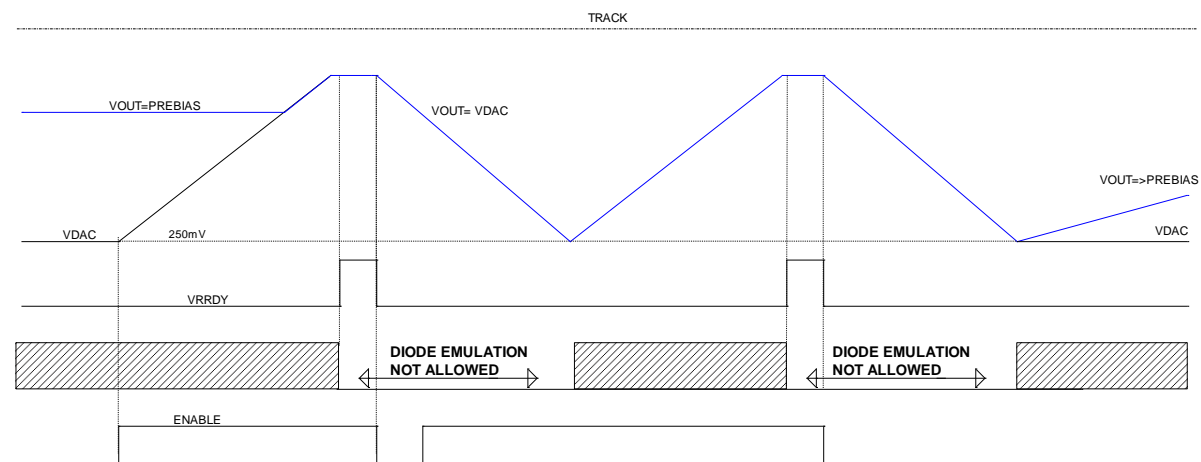 TRACK
VOUT=PREBIAS
VOUT= VDAC
VOUT=>PREBIAS
VDAC
250mV
VDAC
VRRDY
DIODE EMULATION
NOT ALLOWED
DIODE EMULATION
NOT ALLOWED
ENABLE